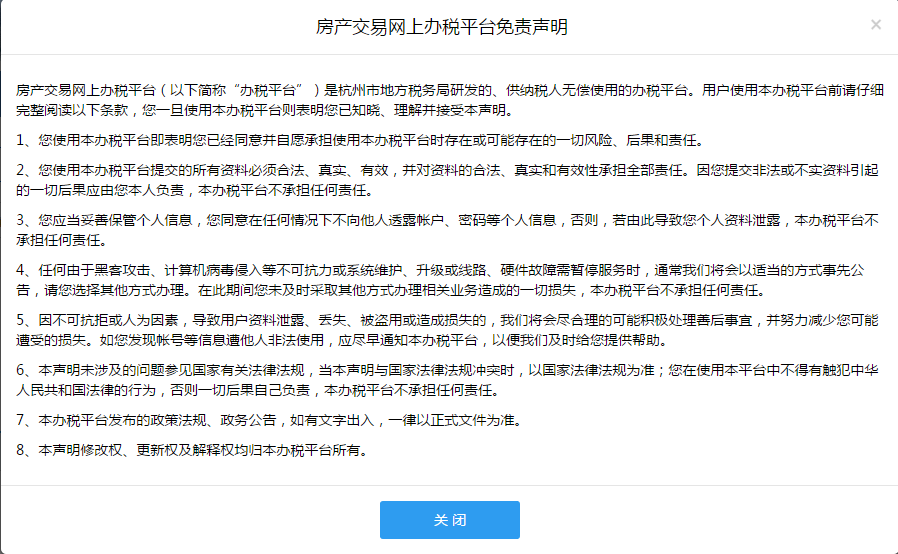 房产交易网上办税平台免责声明
×
房产交易网上办税平台（以下简称“办税平台”）是杭州市地方税务局研发的、供纳税人无偿使用的办税平台。用户使用本办税平台前请仔细
完整阅读以下条款，您一旦使用本办税平台则表明您已知晓、理解并接受本声明。
1、您使用本办税平台即表明您已经同意并自愿承担使用本办税平台时存在或可能存在的一切风险、后果和责任。
2、您使用本办税平台提交的所有资料必须合法、真实、有效，并对资料的合法、真实和有效性承担全部责任。因您提交非法或不实资料引起
的一切后果应由您本人负责，本办税平台不承担任何责任。
3、您应当妥善保管个人信息，您同意在任何情况下不向他人透露帐户、密码等个人信息，否则，若由此导致您个人资料泄露，本办税平台不
承担任何责任。
4、任何由于黑客攻击、计算机病毒侵入等不可抗力或系统维护、升级或线路、硬件故障需暂停服务时，通常我们将会以适当的方式事先公
告，请您选择其他方式办理。在此期间您未及时采取其他方式办理相关业务造成的一切损失，本办税平台不承担任何责任。
5、因不可抗拒或人为因素，导致用户资料泄露、丢失、被盗用或造成损失的，我们将会尽合理的可能积极处理善后事宜，并努力减少您可能
遭受的损失。如您发现帐号等信息遭他人非法使用，应尽早通知本办税平台，以便我们及时给您提供帮助。
6、本声明未涉及的问题参见国家有关法律法规，当本声明与国家法律法规冲突时，以国家法律法规为准；您在使用本平台中不得有触犯中华
人民共和国法律的行为，否则一切后果自己负责，本办税平台不承担任何责任。
7、本办税平台发布的政策法规、政务公告，如有文字出入，一律以正式文件为准。
8、本声明修改权、更新权及解释权均归本办税平台所有。
关 闭